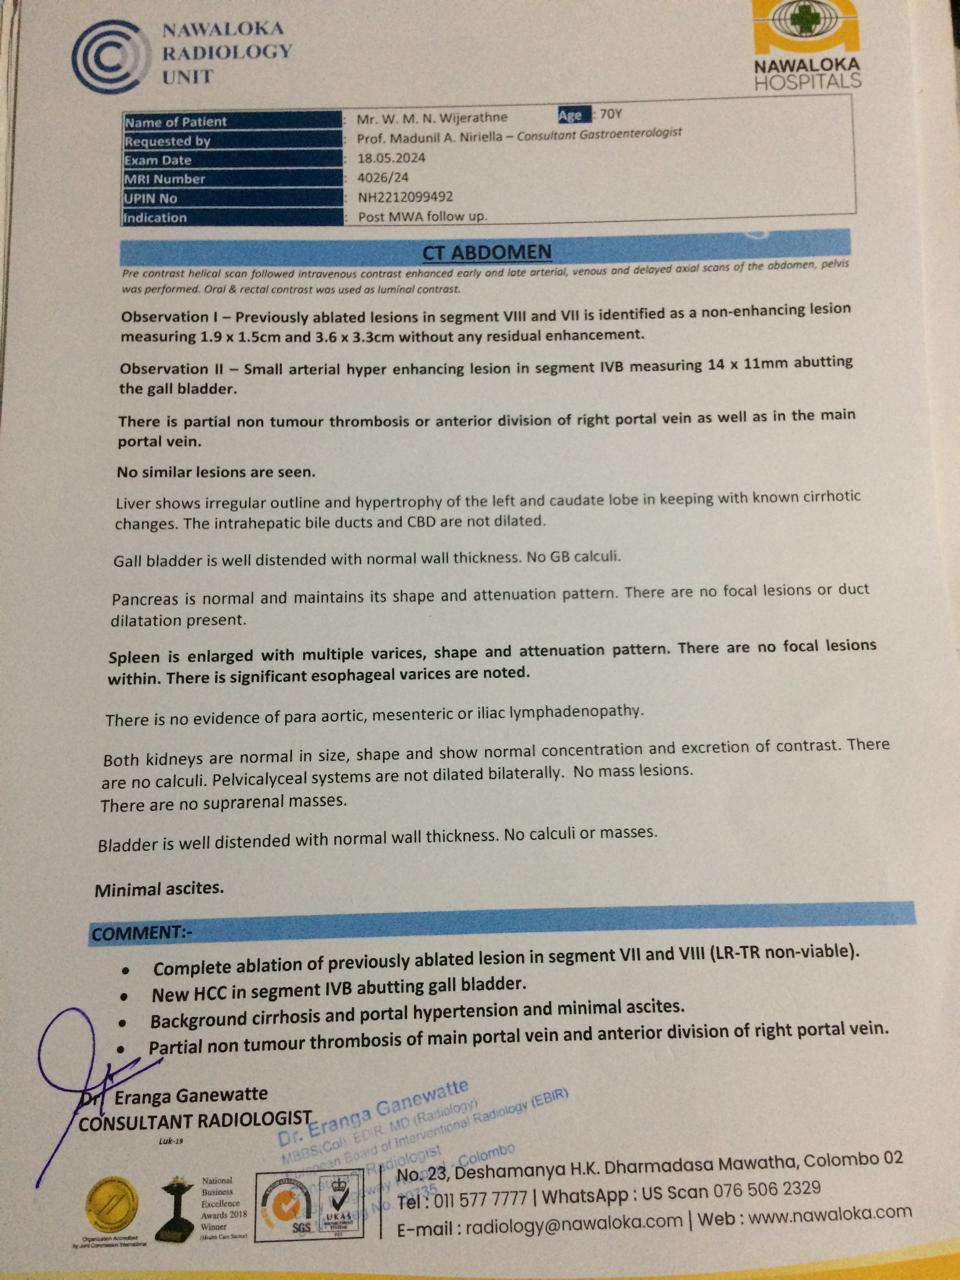 NAWALOKA
RADIOLOGY
UNIT
NAWALOKA
HOSPITALS
Name of Patient : Mr. W. M. N. Wijerathne Age : 70Y
Requested by : Prof. Madunil A. Niriella – Consultant Gastroenterologist
Exam Date : 18.05.2024
MRI Number : 4026/24
UPIN No : NH2212099492
Indication : Post MWA follow up.
CT ABDOMEN
Pre contrast helical scan followed intravenous contrast enhanced early and late arterial, venous and delayed axial scans of the abdomen, pelvis
was performed. Oral & rectal contrast was used as luminal contrast.
Observation I – Previously ablated lesions in segment VIII and VII is identified as a non-enhancing lesion
measuring 1.9 x 1.5cm and 3.6 x 3.3cm without any residual enhancement.
Observation II – Small arterial hyper enhancing lesion in segment IVB measuring 14 x 11mm abutting
the gall bladder.
There is partial non tumour thrombosis or anterior division of right portal vein as well as in the main
portal vein.
No similar lesions are seen.
Liver shows irregular outline and hypertrophy of the left and caudate lobe in keeping with known cirrhotic
changes. The intrahepatic bile ducts and CBD are not dilated.
Gall bladder is well distended with normal wall thickness. No GB calculi.
Pancreas is normal and maintains its shape and attenuation pattern. There are no focal lesions or duct
dilatation present.
Spleen is enlarged with multiple varices, shape and attenuation pattern. There are no focal lesions
within. There is significant esophageal varices are noted.
There is no evidence of para aortic, mesenteric or iliac lymphadenopathy.
Both kidneys are normal in size, shape and show normal concentration and excretion of contrast. There
are no calculi. Pelvicalyceal systems are not dilated bilaterally. No mass lesions.
There are no suprarenal masses.
Bladder is well distended with normal wall thickness. No calculi or masses.
Minimal ascites.
COMMENT:-
• Complete ablation of previously ablated lesion in segment VII and VIII (LR-TR non-viable).
• New HCC in segment IVB abutting gall bladder.
• Background cirrhosis and portal hypertension and minimal ascites.
• Partial non tumour thrombosis of main portal vein and anterior division of right portal vein.
Dr. Eranga Ganewatte
CONSULTANT RADIOLOGIST
Luk-19
Dr. Eranga Ganewatte
MBBS(Col), EDIR, MD (Radiology)
Board of Interventional Radiology (EBIR)
Radiologist
Colombo
National
Business
Excellence
Awards 2018
Winner
(Health Care Sector)
Organization Accredited
by Joint Commission International
SGS
UKAS
No. 23, Deshamanya H.K. Dharmadasa Mawatha, Colombo 02
Tel : 011 577 7777 | WhatsApp : US Scan 076 506 2329
E-mail : radiology@nawaloka.com | Web : www.nawaloka.com